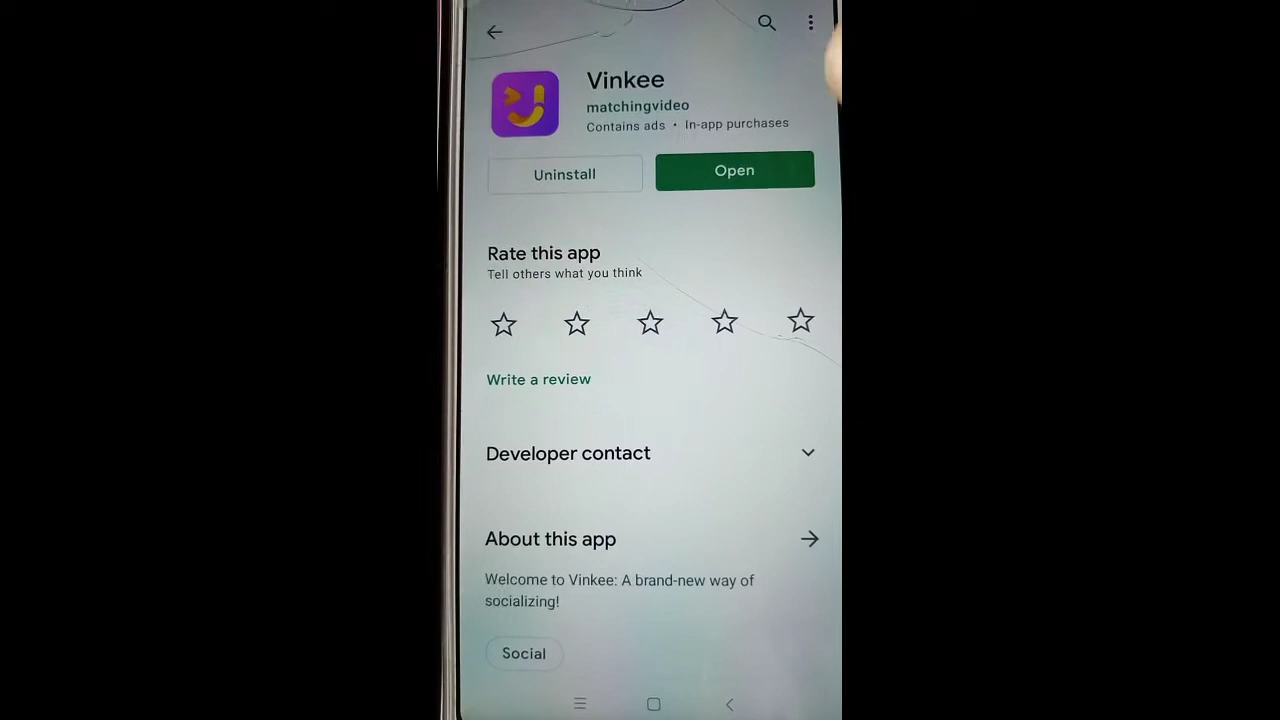 Vinkee
matchingvideo
Contains ads • In-app purchases
Uninstall
Open
Rate this app
Tell others what you think
Write a review
Developer contact
About this app
Welcome to Vinkee: A brand-new way of
socializing!
Social